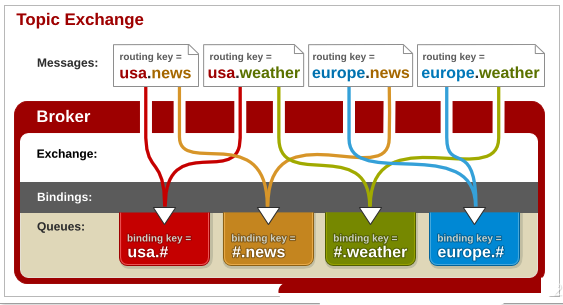 Topic Exchange
Messages:
routing key =
usa.news
routing key =
usa.weather
routing key =
europe.news
routing key =
europe.weather
Broker
Exchange:
Bindings:
Queues:
binding key =
usa.#
binding key =
#.news
binding key =
#.weather
binding key =
europe.#